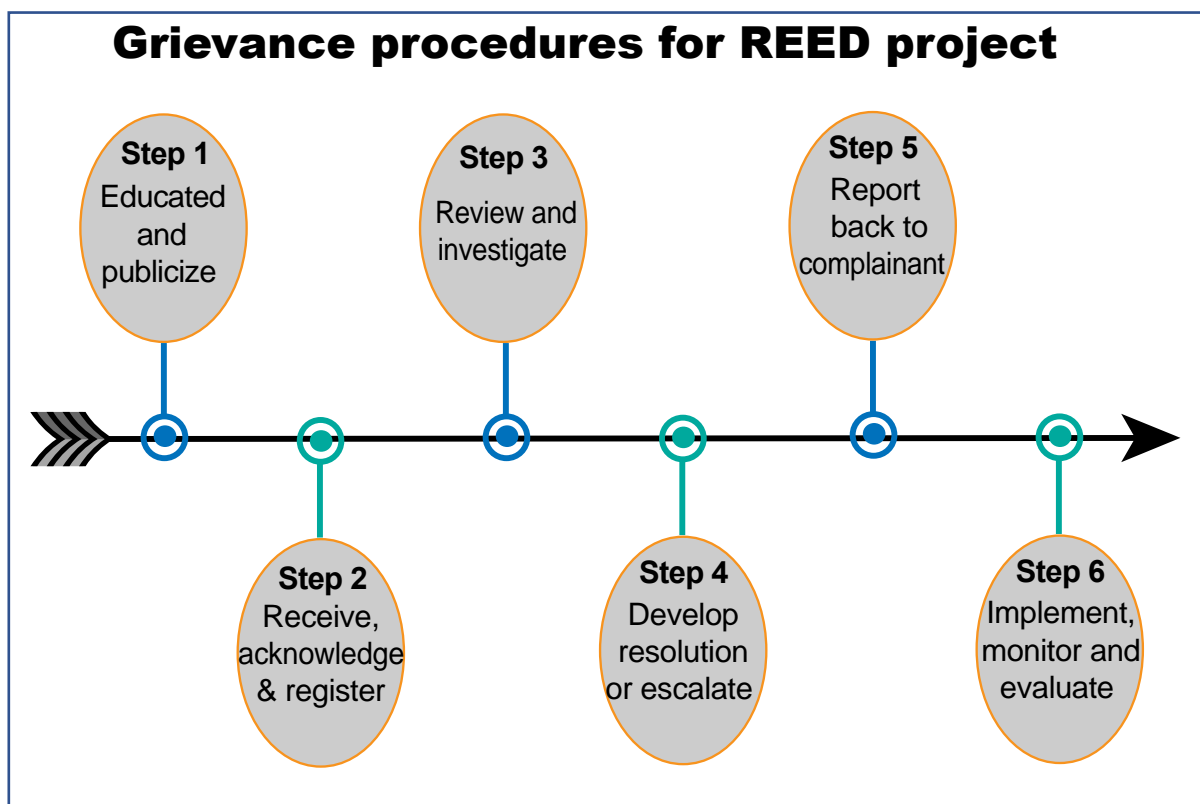 Grievance procedures for REED project
Step 1
Educated
and
publicize
Step 2
Receive,
acknowledge
& register
Step 3
Review and
investigate
Step 4
Develop
resolution
or escalate
Step 5
Report
back to
complainant
Step 6
Implement,
monitor and
evaluate